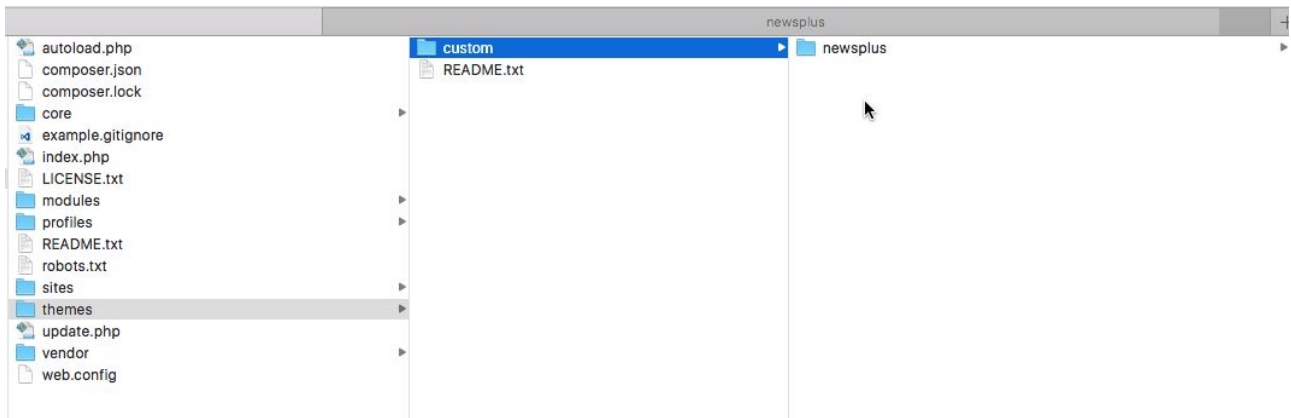 newsplus
autoload.php
composer.json
composer.lock
core
example.gitignore
index.php
LICENSE.txt
modules
profiles
README.txt
robots.txt
sites
themes
update.php
vendor
web.config
custom
README.txt
newsplus